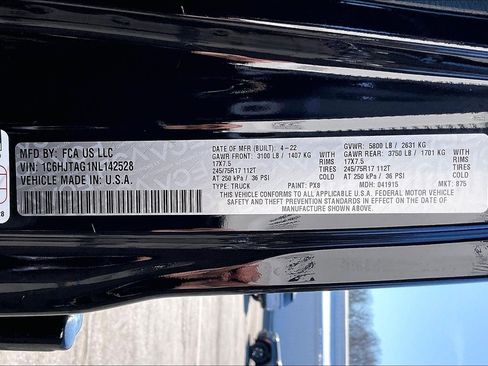 MFD BY: FCA US LLC
VIN: 1C6HJTAG1NL142528
VEHICLE MADE IN U.S.A.
DATE OF MFR (BUILT): 4-22
GAWR FRONT: 3100 LB / 1407 KG WITH
17X7.5 RIMS
245/75R17 112T TIRES
AT 250 kPa / 36 PSI COLD
TYPE: TRUCK PAINT: PX8
GVWR: 5800 LB / 2631 KG
GAWR REAR: 3750 LB / 1701 KG WITH
17X7.5 RIMS
245/75R17 112T TIRES
AT 250 kPa / 36 PSI COLD
MDH: 041915 MKT: 875
THIS VEHICLE CONFORMS TO ALL APPLICABLE U.S.A. FEDERAL MOTOR VEHICLE
SAFETY AND THEFT PREVENTION STANDARDS IN EFFECT ON THE DATE OF
MANUFACTURE SHOWN ABOVE.